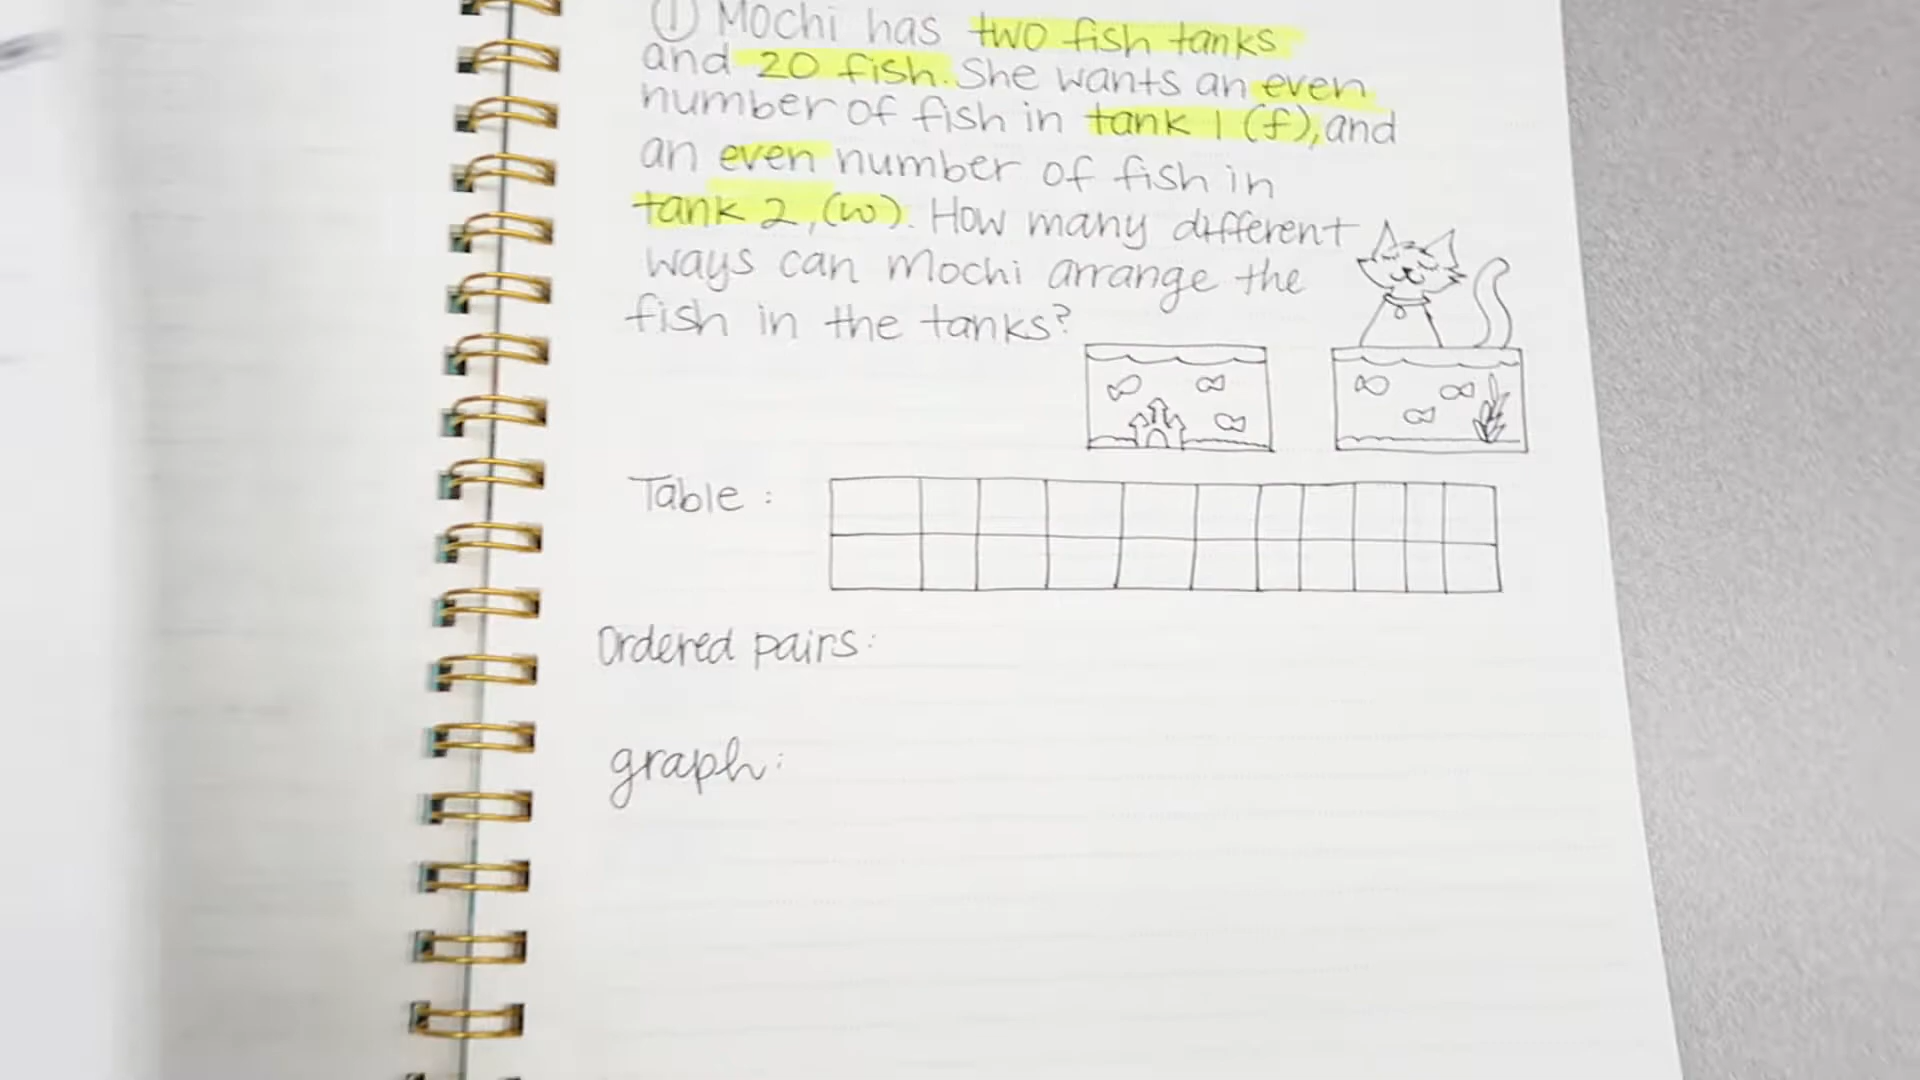 ① Mochi has two fish tanks
and 20 fish. She wants an even
number of fish in tank 1 (f), and
an even number of fish in
tank 2, (w). How many different
ways can Mochi arrange the
fish in the tanks?
Table:
Ordered pairs:
graph: